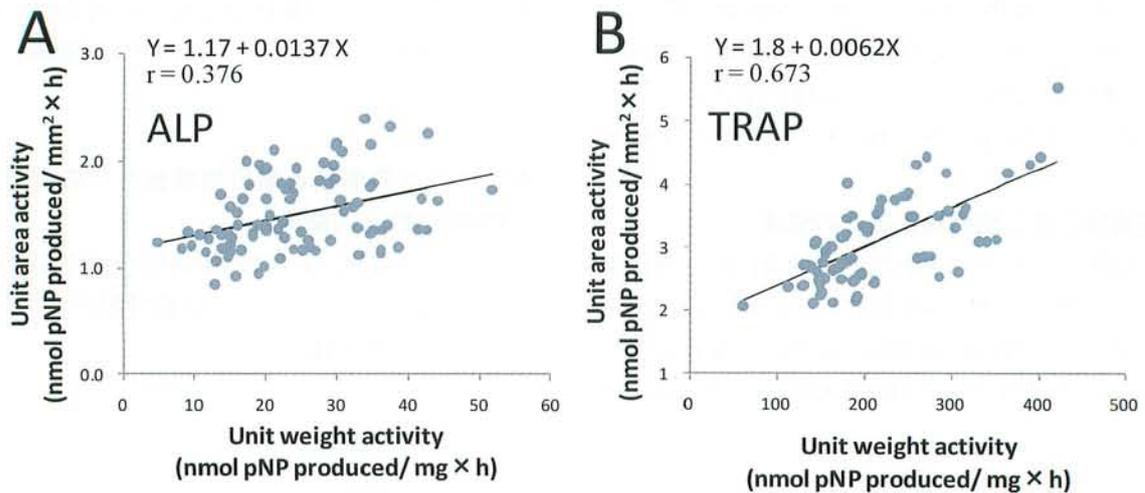 A
Y = 1.17 + 0.0137 X
r = 0.376
ALP
Unit area activity
(nmol pNP produced/ mm² × h)
3.0
2.0
1.0
0.0
0 10 20 30 40 50 60
Unit weight activity
(nmol pNP produced/ mg × h)
B
Y = 1.8 + 0.0062X
r = 0.673
TRAP
Unit area activity
(nmol pNP produced/ mm² × h)
6
5
4
3
2
1
0 100 200 300 400 500
Unit weight activity
(nmol pNP produced/ mg × h)